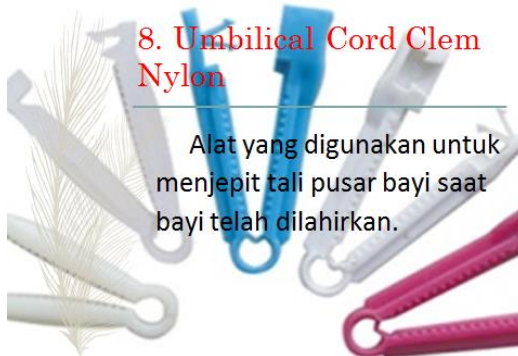 8. Umbilical Cord Clem
Nylon
Alat yang digunakan untuk
menjepit tali pusar bayi saat
bayi telah dilahirkan.